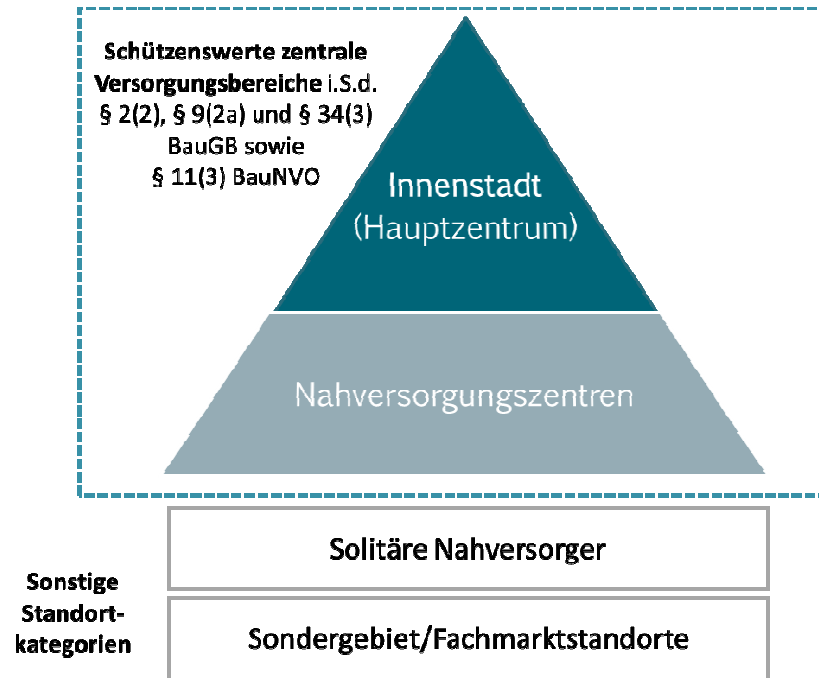 Schützenswerte zentrale
Versorgungsbereiche i.S.d.
§ 2(2), § 9(2a) und § 34(3)
BauGB sowie
§ 11(3) BauNVO
Innenstadt
(Hauptzentrum)
Nahversorgungszentren
Solitäre Nahversorger
Sonstige
Standort-
kategorien
Sondergebiet/Fachmarktstandorte